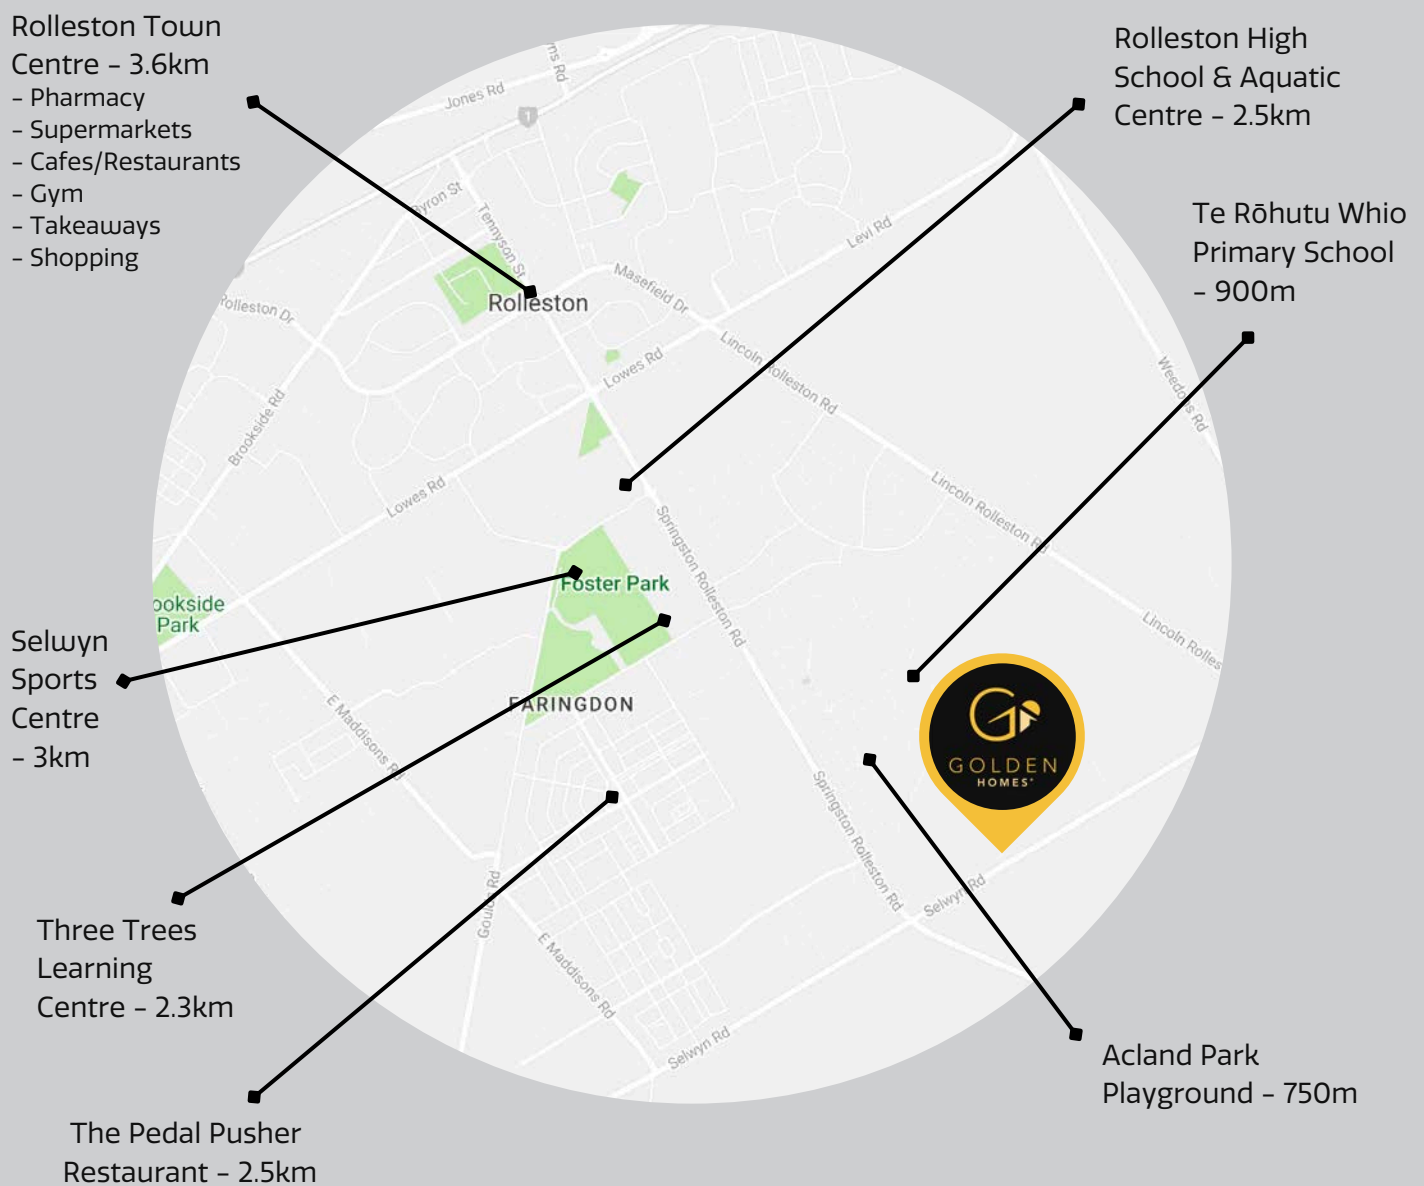 Rolleston Town
Centre – 3.6km
- Pharmacy
- Supermarkets
- Cafes/Restaurants
- Gym
- Takeaways
- Shopping
Rolleston High
School & Aquatic
Centre – 2.5km
Te Rōhutu Whio
Primary School
– 900m
Jones Rd
ns Rd
1
Byron St
Tennyson St
Levi Rd
Masefield Dr
Rolleston
Rolleston Dr
Lincoln Rolleston Rd
Lowes Rd
Weedons Rd
Brookside Rd
Lowes Rd
Lincoln Rolleston Rd
Springston Rolleston Rd
Foster Park
ookside
Park
Lincoln Rolles
Selwyn
Sports
Centre
– 3km
FARINGDON
E Maddisons Rd
GOLDEN
HOMES
Springston Rolleston Rd
Selwyn Rd
Goulds Rd
E Maddisons Rd
Selwyn Rd
Three Trees
Learning
Centre – 2.3km
Acland Park
Playground – 750m
The Pedal Pusher
Restaurant – 2.5km